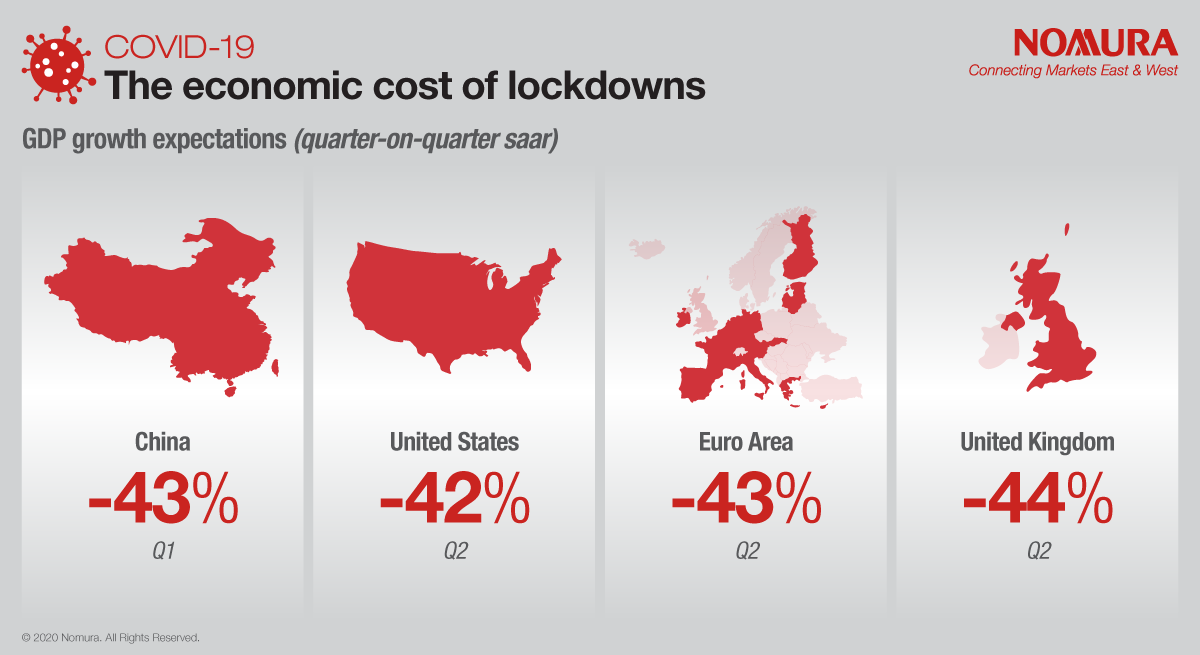 COVID-19
The economic cost of lockdowns
NOMURA
Connecting Markets East & West
GDP growth expectations (quarter-on-quarter saar)
China
-43%
Q1
United States
-42%
Q2
Euro Area
-43%
Q2
United Kingdom
-44%
Q2
© 2020 Nomura. All Rights Reserved.